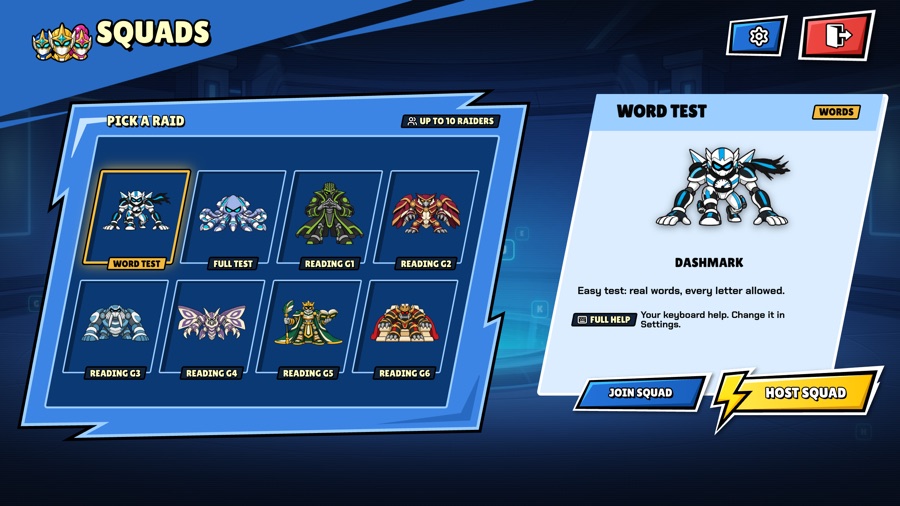 SQUADS
PICK A RAID
UP TO 10 RAIDERS
WORD TEST
FULL TEST
READING G1
READING G2
READING G3
READING G4
READING G5
READING G6
WORD TEST
WORDS
DASHMARK
Easy test: real words, every letter allowed.
FULL HELP
Your keyboard help. Change it in
Settings.
JOIN SQUAD
HOST SQUAD